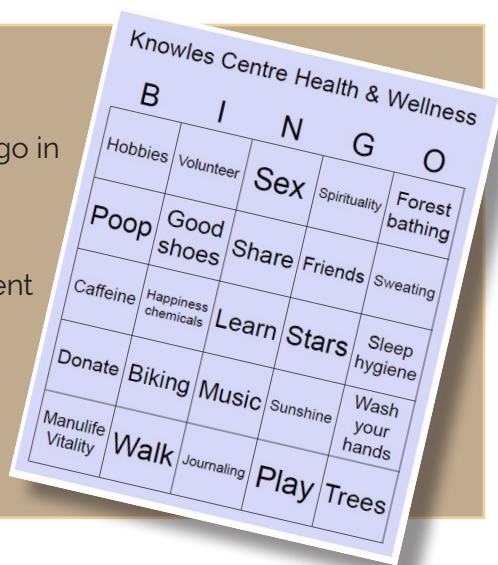 go in
ent
Knowles Centre Health & Wellness
B I N G O
Hobbies
Volunteer
Sex
Spirituality
Forest
bathing
Poop
Good
shoes
Share
Friends
Sweating
Caffeine
Happiness
chemicals
Learn
Stars
Sleep
hygiene
Donate
Biking
Music
Sunshine
Wash
your
hands
Manulife
Vitality
Walk
Journaling
Play
Trees